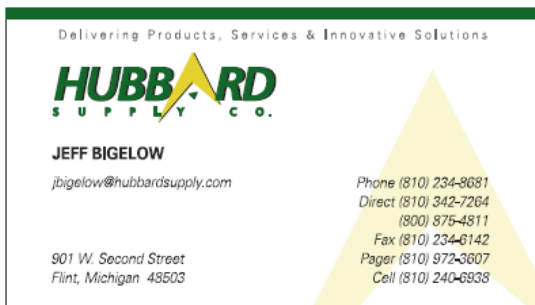 Delivering Products, Services & Innovative Solutions
HUBBARD
SUPPLY CO.
JEFF BIGELOW
jbigelow@hubbardsupply.com
Phone (810) 234-8681
Direct (810) 342-7264
(800) 875-4811
Fax (810) 234-6142
901 W. Second Street
Pager (810) 972-3607
Flint, Michigan 48503
Cell (810) 240-6938